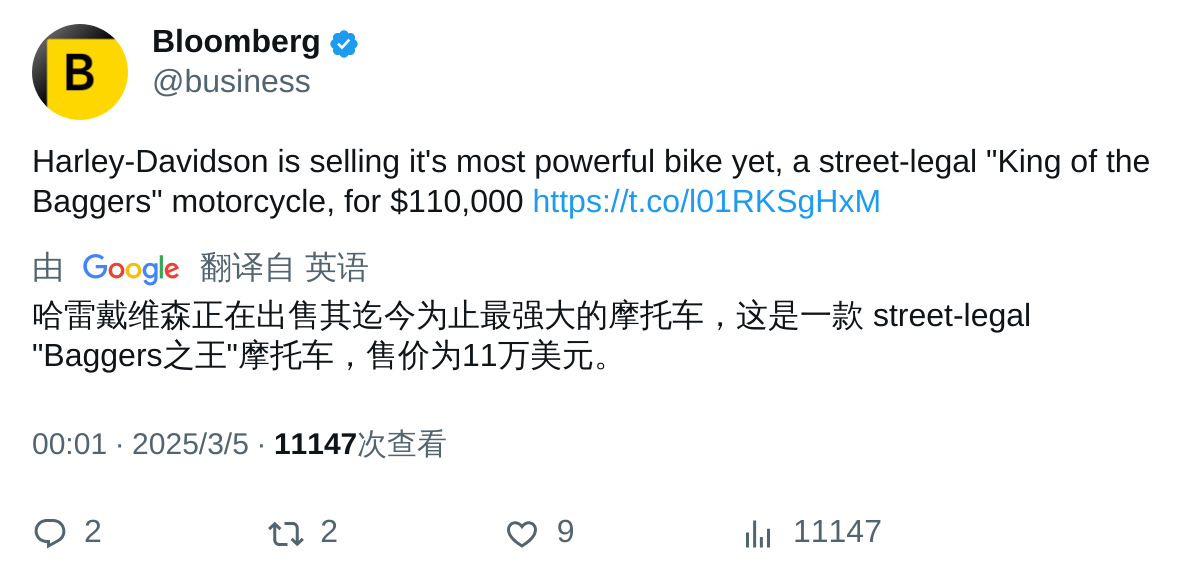 B
Bloomberg
@business
Harley-Davidson is selling it's most powerful bike yet, a street-legal "King of the
Baggers" motorcycle, for $110,000 https://t.co/l01RKSgHxM
由 Google 翻译自 英语
哈雷戴维森正在出售其迄今为止最强大的摩托车，这是一款 street-legal
"Baggers之王"摩托车，售价为11万美元。
00:01 · 2025/3/5 · 11147次查看
2 2 9 11147